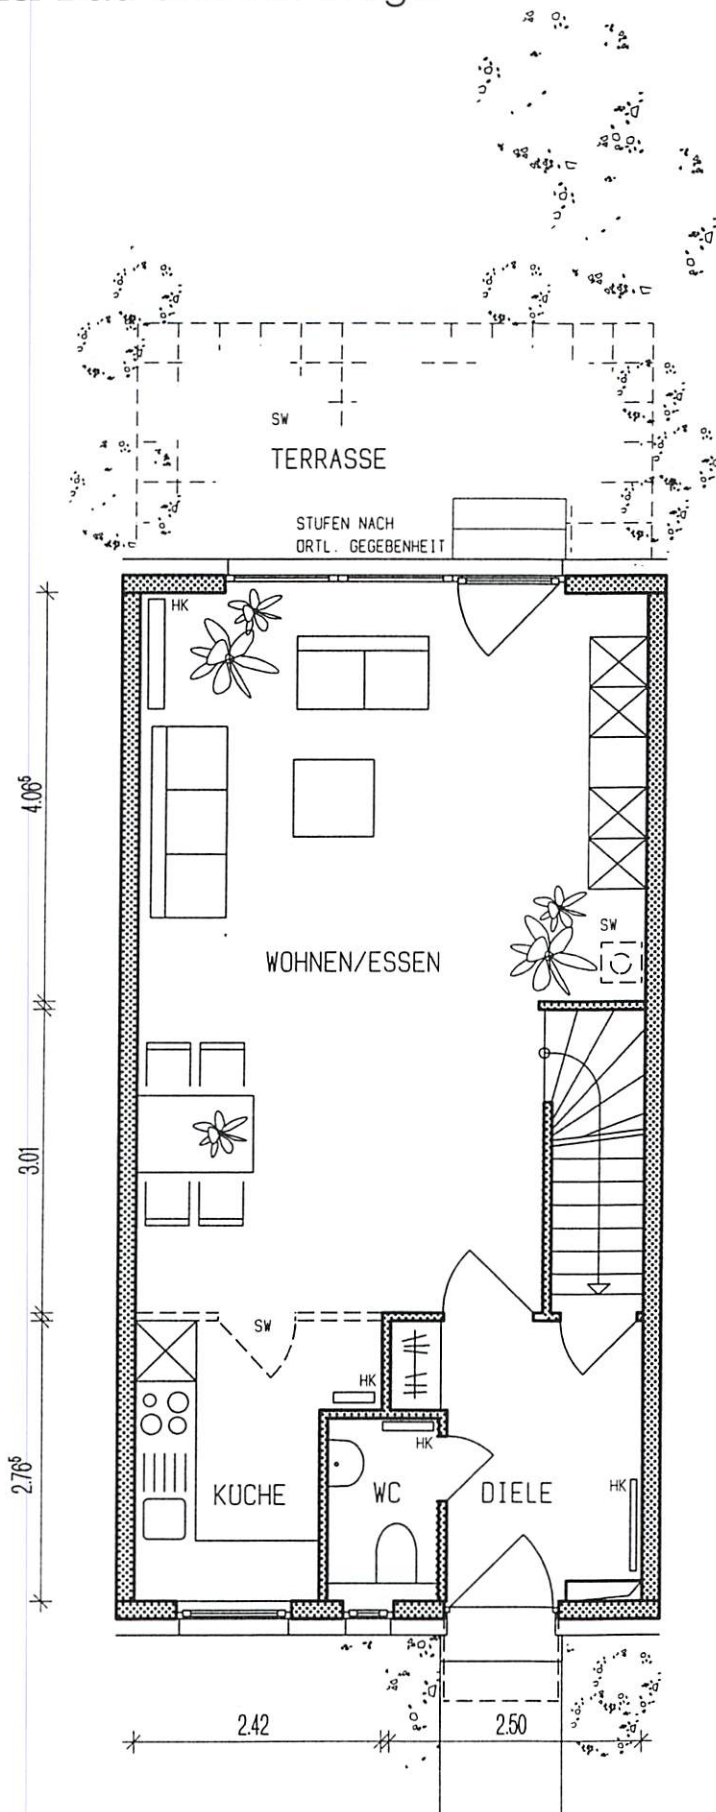 SW
TERRASSE
STUFEN NACH
ORTL. GEGEBENHEIT
HK
4.06⁵
SW
WOHNEN/ESSEN
3.01
SW
HK
HK
2.76⁵
KÜCHE
WC
DIELE
HK
2.42
2.50